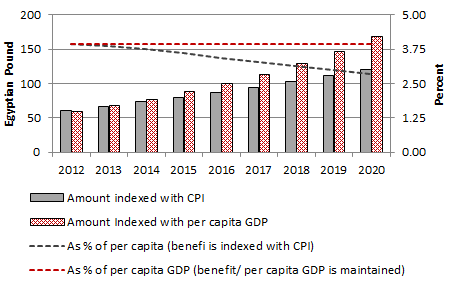 200
150
100
50
0
Egyptian Pound
5.00
3.75
2.50
1.25
0.00
Percent
2012 2013 2014 2015 2016 2017 2018 2019 2020
Amount indexed with CPI
Amount Indexed with per capita GDP
As % of per capita (benefi is indexed with CPI)
As % of per capita GDP (benefit/ per capita GDP is maintained)